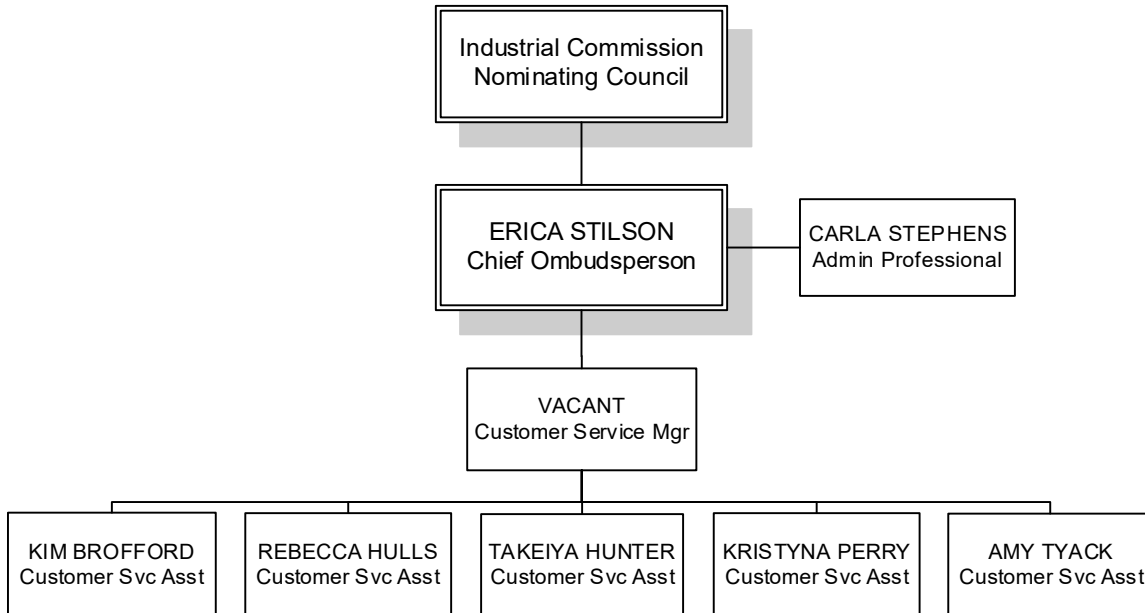 Industrial Commission
Nominating Council
ERICA STILSON
Chief Ombudsperson
CARLA STEPHENS
Admin Professional
VACANT
Customer Service Mgr
KIM BROFFORD
Customer Svc Asst
REBECCA HULLS
Customer Svc Asst
TAKEIYA HUNTER
Customer Svc Asst
KRISTYNA PERRY
Customer Svc Asst
AMY TYACK
Customer Svc Asst